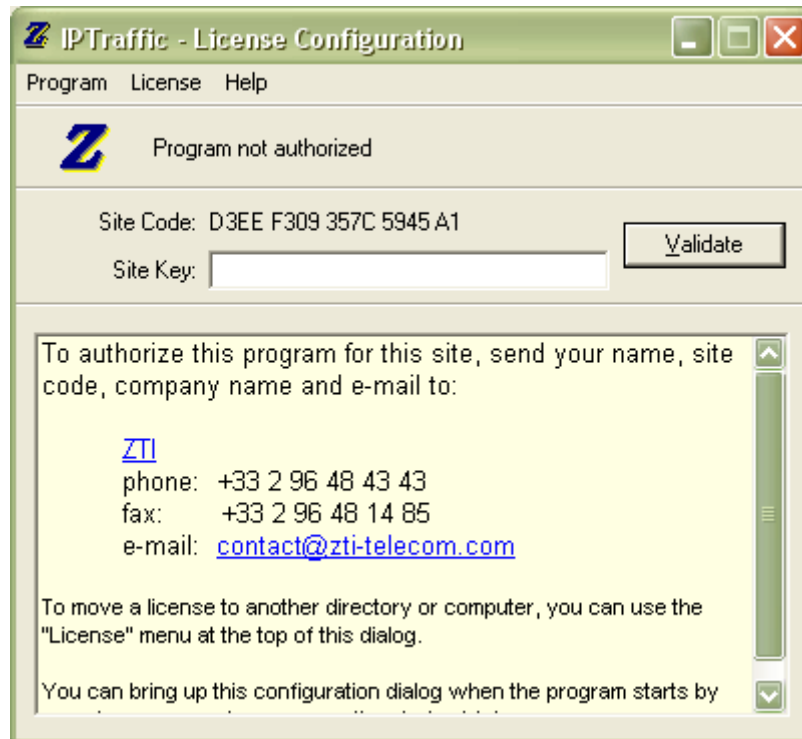 IPTraffic - License Configuration
Program License Help
Program not authorized
Site Code: D3EE F309 357C 5945 A1
Validate
Site Key:
To authorize this program for this site, send your name, site
code, company name and e-mail to:
ZTI
phone: +33 2 96 48 43 43
fax: +33 2 96 48 14 85
e-mail: contact@zti-telecom.com
To move a license to another directory or computer, you can use the
"License" menu at the top of this dialog.
You can bring up this configuration dialog when the program starts by